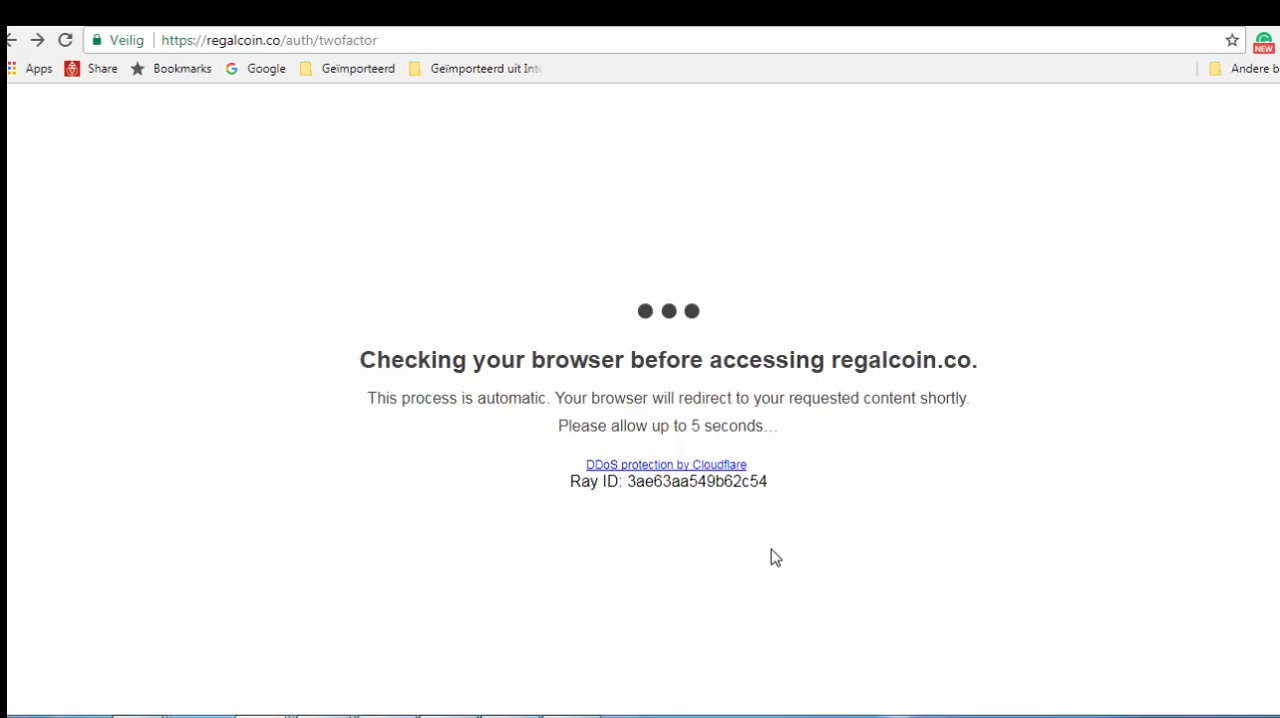 Veilig https://regalcoin.co/auth/twofactor
NEW
Apps Share Bookmarks Google Geïmporteerd Geïmporteerd uit Andere b
Checking your browser before accessing regalcoin.co.
This process is automatic. Your browser will redirect to your requested content shortly.
Please allow up to 5 seconds…
DDoS protection by Cloudflare
Ray ID: 3ae63aa549b62c54